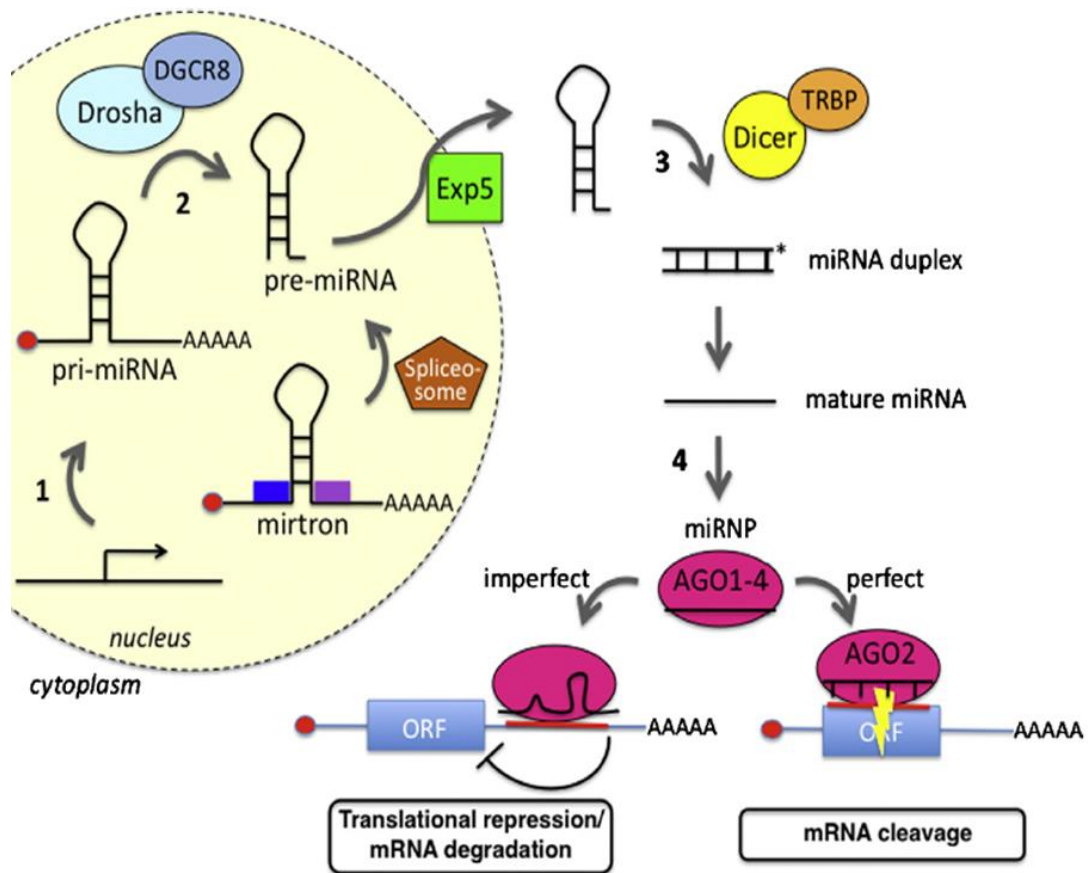 DGCR8
Drosha
TRBP
Dicer
2
3
Exp5
pre-miRNA
miRNA duplex
*
AAAAA
pri-miRNA
Spliceo-
some
mature miRNA
1
4
AAAAA
mirtron
miRNP
imperfect
AGO1-4
perfect
nucleus
cytoplasm
AGO2
ORF
AAAAA
ORF
AAAAA
Translational repression/
mRNA degradation
mRNA cleavage